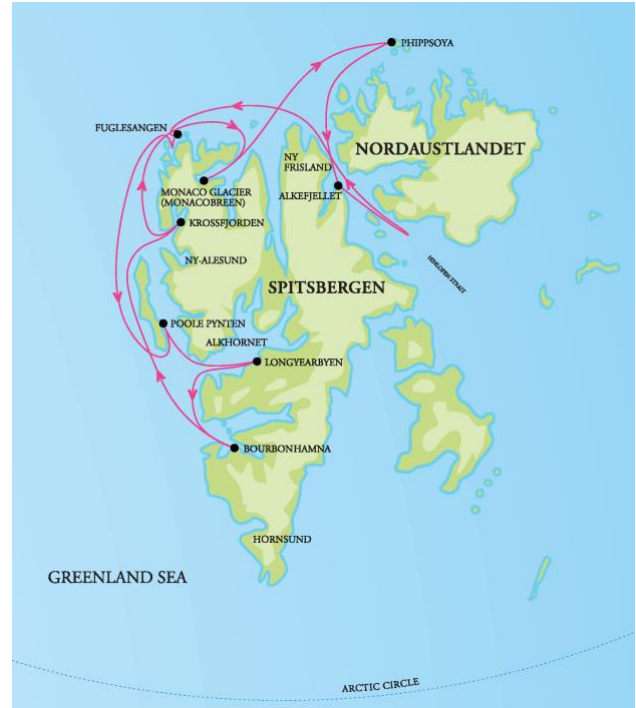 PHIPPSOYA
FUGLESANGEN
NORDAUSTLANDET
NY
FRISLAND
MONACO GLACIER
(MONACOBREEN)
ALKEFJELLET
KROSSFJORDEN
NY-ALESUND
HINLOPEN STRAIT
SPITSBERGEN
POOLE PYNTEN
ALKHORNET
LONGYEARBYEN
BOURBONHAMNA
HORNSUND
GREENLAND SEA
ARCTIC CIRCLE